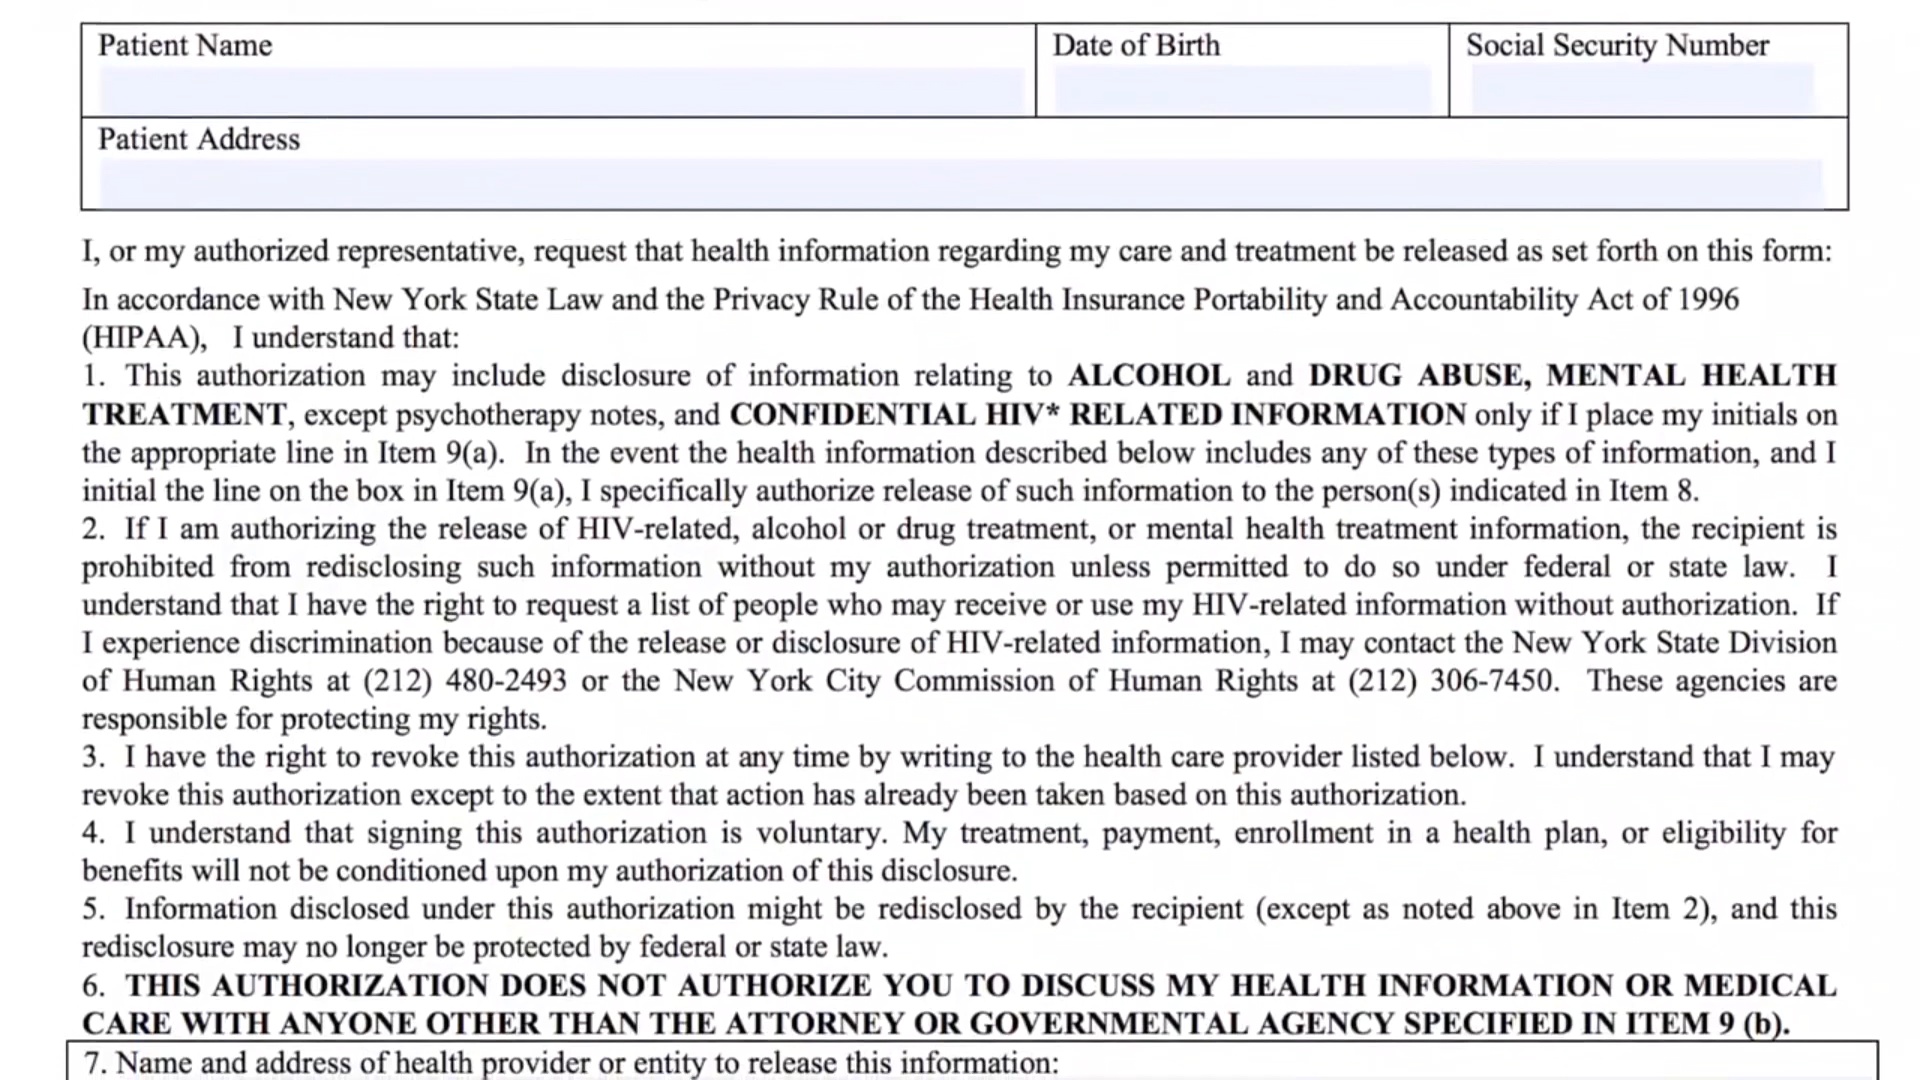 Patient Name
Date of Birth
Social Security Number
Patient Address
I, or my authorized representative, request that health information regarding my care and treatment be released as set forth on this form:
In accordance with New York State Law and the Privacy Rule of the Health Insurance Portability and Accountability Act of 1996
(HIPAA), I understand that:
1. This authorization may include disclosure of information relating to ALCOHOL and DRUG ABUSE, MENTAL HEALTH
TREATMENT, except psychotherapy notes, and CONFIDENTIAL HIV* RELATED INFORMATION only if I place my initials on
the appropriate line in Item 9(a). In the event the health information described below includes any of these types of information, and I
initial the line on the box in Item 9(a), I specifically authorize release of such information to the person(s) indicated in Item 8.
2. If I am authorizing the release of HIV-related, alcohol or drug treatment, or mental health treatment information, the recipient is
prohibited from redisclosing such information without my authorization unless permitted to do so under federal or state law. I
understand that I have the right to request a list of people who may receive or use my HIV-related information without authorization. If
I experience discrimination because of the release or disclosure of HIV-related information, I may contact the New York State Division
of Human Rights at (212) 480-2493 or the New York City Commission of Human Rights at (212) 306-7450. These agencies are
responsible for protecting my rights.
3. I have the right to revoke this authorization at any time by writing to the health care provider listed below. I understand that I may
revoke this authorization except to the extent that action has already been taken based on this authorization.
4. I understand that signing this authorization is voluntary. My treatment, payment, enrollment in a health plan, or eligibility for
benefits will not be conditioned upon my authorization of this disclosure.
5. Information disclosed under this authorization might be redisclosed by the recipient (except as noted above in Item 2), and this
redisclosure may no longer be protected by federal or state law.
6. THIS AUTHORIZATION DOES NOT AUTHORIZE YOU TO DISCUSS MY HEALTH INFORMATION OR MEDICAL
CARE WITH ANYONE OTHER THAN THE ATTORNEY OR GOVERNMENTAL AGENCY SPECIFIED IN ITEM 9 (b).
7. Name and address of health provider or entity to release this information: